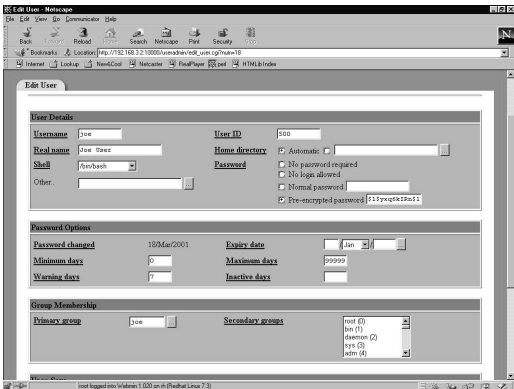 Edit User - Netscape
File Edit View Go Communicator Help
Back Forward Reload Home Search Netscape Print Security Stop
Bookmarks Location: http://192.168.3.2:10000/useradmin/edit_user.cgi?num=18
Internet Lookup New&Cool Netcaster RealPlayer perl HTMLib Index
Edit User
User Details
Username joe User ID 500
Real name Joe User Home directory Automatic ...
Shell /bin/bash Password No password required
No login allowed
Other.. ... Normal password
Pre-encrypted password $1$yxq6kIRm$1
Password Options
Password changed 18/Mar/2001 Expiry date / Jan / ...
Minimum days 0 Maximum days 99999
Warning days 7 Inactive days
Group Membership
Primary group joe ... Secondary groups root (0)
bin (1)
daemon (2)
sys (3)
adm (4)
root logged into Webmin 1.020 on rh (Redhat Linux 7.3)